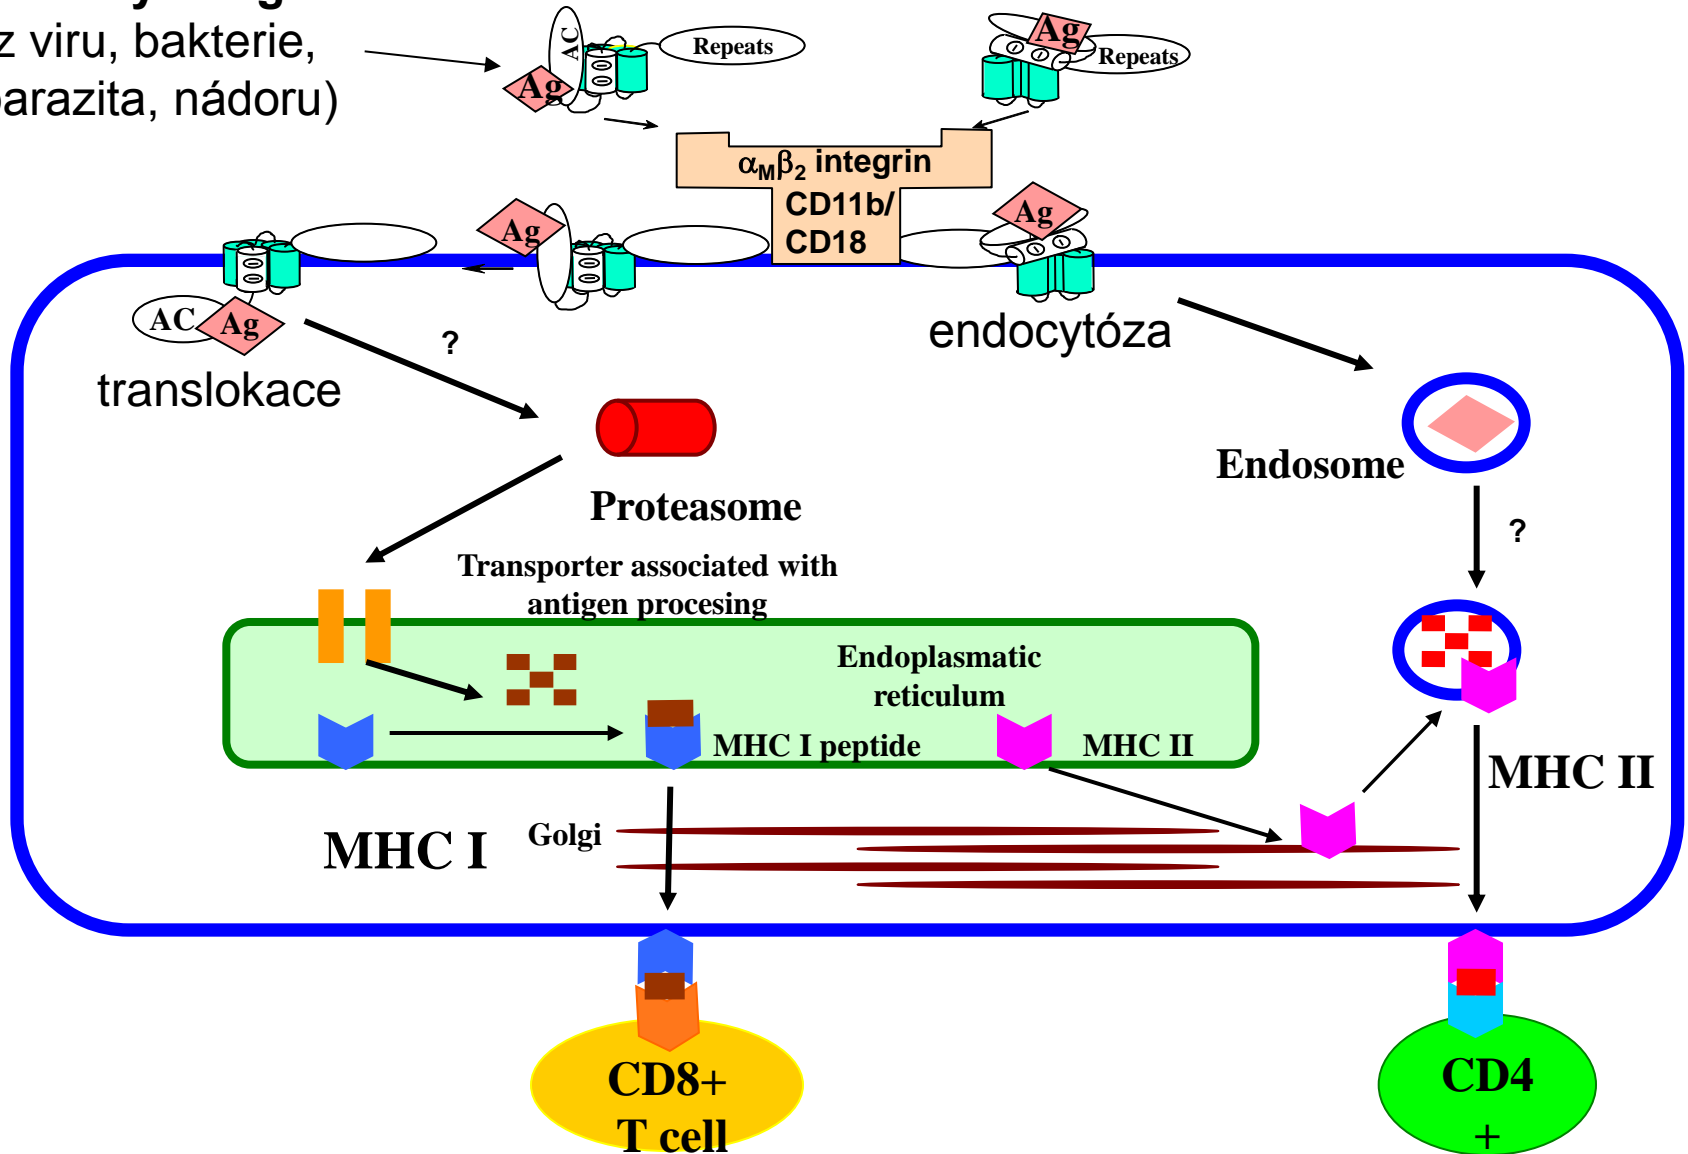 z viru, bakterie,
parazita, nádoru)
AC
Ag
Repeats
Ag
Repeats
αMβ2 integrin
CD11b/
CD18
Ag
Ag
AC
Ag
?
translokace
endocytóza
Endosome
?
Proteasome
Transporter associated with
antigen procesing
Endoplasmatic
reticulum
MHC I peptide
MHC II
MHC II
MHC I
Golgi
CD8+
T cell
CD4
+